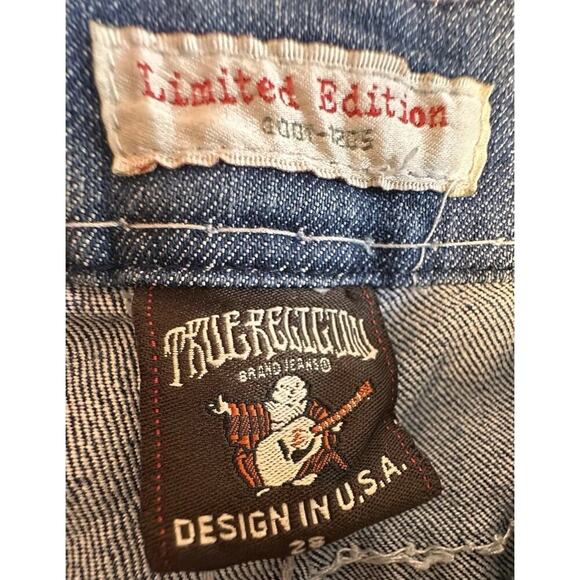 Limited Edition
TRUE RELIGION
BRAND JEANS®
DESIGN IN U.S.A.
28